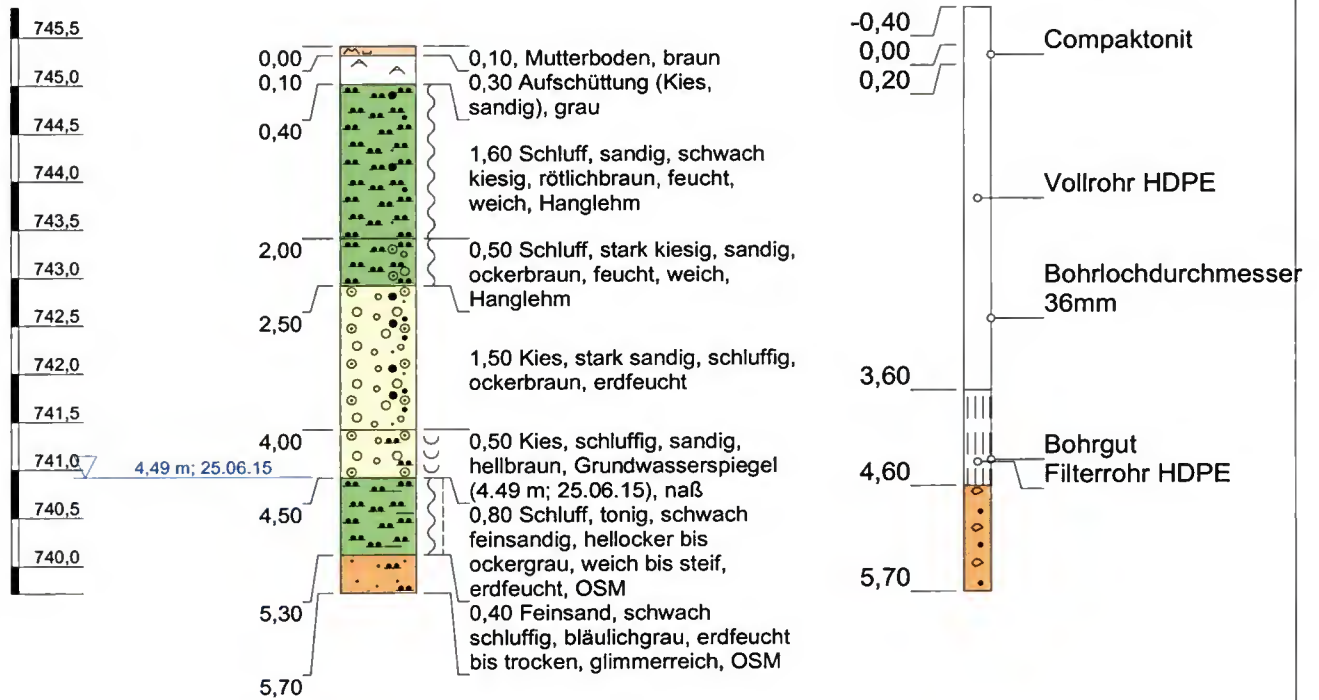 745,5
745,0
744,5
744,0
743,5
743,0
742,5
742,0
741,5
741,0
740,5
740,0
4,49 m; 25.06.15
0,00
0,10
0,40
2,00
2,50
4,00
4,50
5,30
5,70
0,10, Mutterboden, braun
0,30 Aufschüttung (Kies,
sandig), grau
1,60 Schluff, sandig, schwach
kiesig, rötlichbraun, feucht,
weich, Hanglehm
0,50 Schluff, stark kiesig, sandig,
ockerbraun, feucht, weich,
Hanglehm
1,50 Kies, stark sandig, schluffig,
ockerbraun, erdfeucht
0,50 Kies, schluffig, sandig,
hellbraun, Grundwasserspiegel
(4.49 m; 25.06.15), naß
0,80 Schluff, tonig, schwach
feinsandig, hellocker bis
ockergrau, weich bis steif,
erdfeucht, OSM
0,40 Feinsand, schwach
schluffig, bläulichgrau, erdfeucht
bis trocken, glimmerreich, OSM
-0,40
0,00
0,20
3,60
4,60
5,70
Compaktonit
Vollrohr HDPE
Bohrlochdurchmesser
36mm
Bohrgut
Filterrohr HDPE